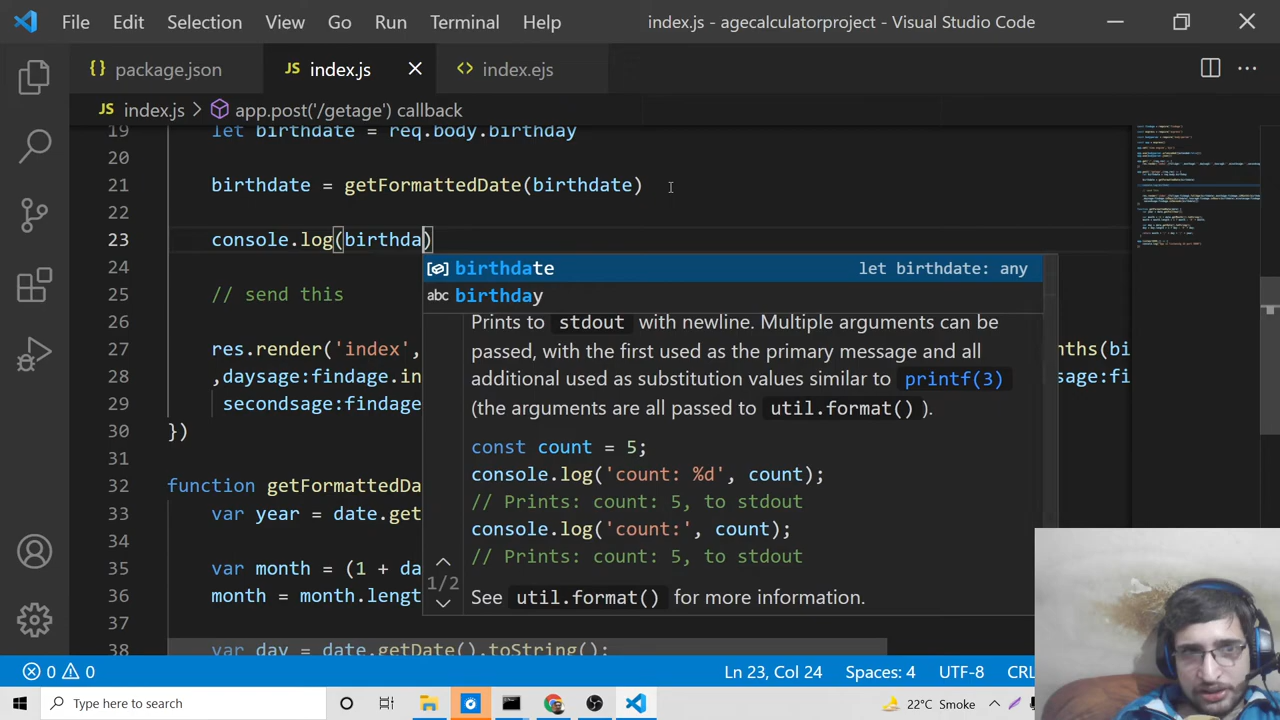 File Edit Selection View Go Run Terminal Help index.js - agecalculatorproject - Visual Studio Code
{} package.json JS index.js <> index.ejs
JS index.js > app.post('/getage') callback
19 let birthdate = req.body.birthday
20
21 birthdate = getFormattedDate(birthdate)
22
23 console.log(birthda)
24
birthdate let birthdate: any
25 // send this
abc birthday
26
Prints to stdout with newline. Multiple arguments can be
27 res.render('index', nths(bi
passed, with the first used as the primary message and all
28 ,daysage:findage.in sage:fi
additional used as substitution values similar to printf(3)
29 secondsage:findage
(the arguments are all passed to util.format() ).
30 })
const count = 5;
31
console.log('count: %d', count);
32 function getFormattedDa
// Prints: count: 5, to stdout
33 var year = date.get
console.log('count:', count);
34
// Prints: count: 5, to stdout
35 var month = (1 + da
1/2
36 month = month.lengt
See util.format() for more information.
37
38 var day = date.getDate().toString();
0 0 Ln 23, Col 24 Spaces: 4 UTF-8 CRL
Type here to search 22°C Smoke